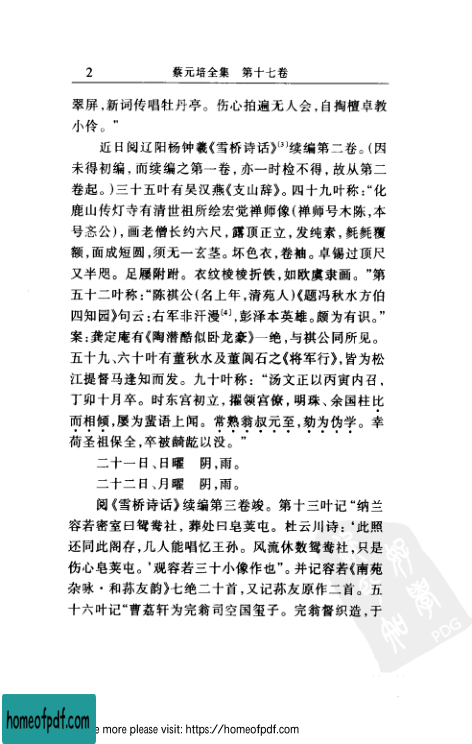 2 蔡元培全集 第十七卷
翠屏,新词传唱牡丹亭。伤心拍遍无人会,自掏檀卓教
小伶。”
近日阅辽阳杨钟羲《雪桥诗话》[3]续编第二卷。(因
未得初编,而续编之第一卷,亦一时检不得,故从第二
卷起。)三十五叶有吴汉燕《支山辞》。四十九叶称:“化
鹿山传灯寺有清世祖所绘宏觉禅师像(禅师号木陈,本
号忞公),画老僧长约六尺,露顶正立,发纯素,毵毵覆
额,面成短圆,须无一玄茎。坏色衣,卷袖。卓锡过顶尺
又半咫。足屦附跗。衣纹棱棱折铁,如欧虞隶画。”第
五十二叶称:“陈祺公(名上年,清苑人)《题冯秋水方伯
四知园》句云:右军非汗漫[4],彭泽本英雄。颇为有识。”
案:龚定庵有《陶潜酷似卧龙豪》一绝,与祺公同所见。
五十九、六十叶有董秋水及董阆石之《将军行》,皆为松
江提督马逢知而发。九十叶称:“汤文正以丙寅内召,
丁卯十月卒。时东宫初立,擢领宫僚,明珠、余国柱比
而相倾,屡为蜚语上闻。常熟翁叔元至,劾为伪学。幸
荷圣祖保全,卒被齮龁以没。”
二十一日、日曜 阴,雨。
二十二日、月曜 阴,雨。
阅《雪桥诗话》续编第三卷竣。第十三叶记“纳兰
容若密室曰鸳鸯社,葬处曰皂荚屯。杜云川诗:‘此照
还同此阁存,几人能唱忆王孙。风流休数鸳鸯社,只是
伤心皂荚屯。’观容若三十小像作也”。并记容若《南苑
杂咏·和荪友韵》七绝二十首,又记荪友原作二首。五
十六叶记“曹荔轩为完翁司空国玺子。完翁督织造,于
PDG
homeofpdf.com
e more please visit: https://homeofpdf.com